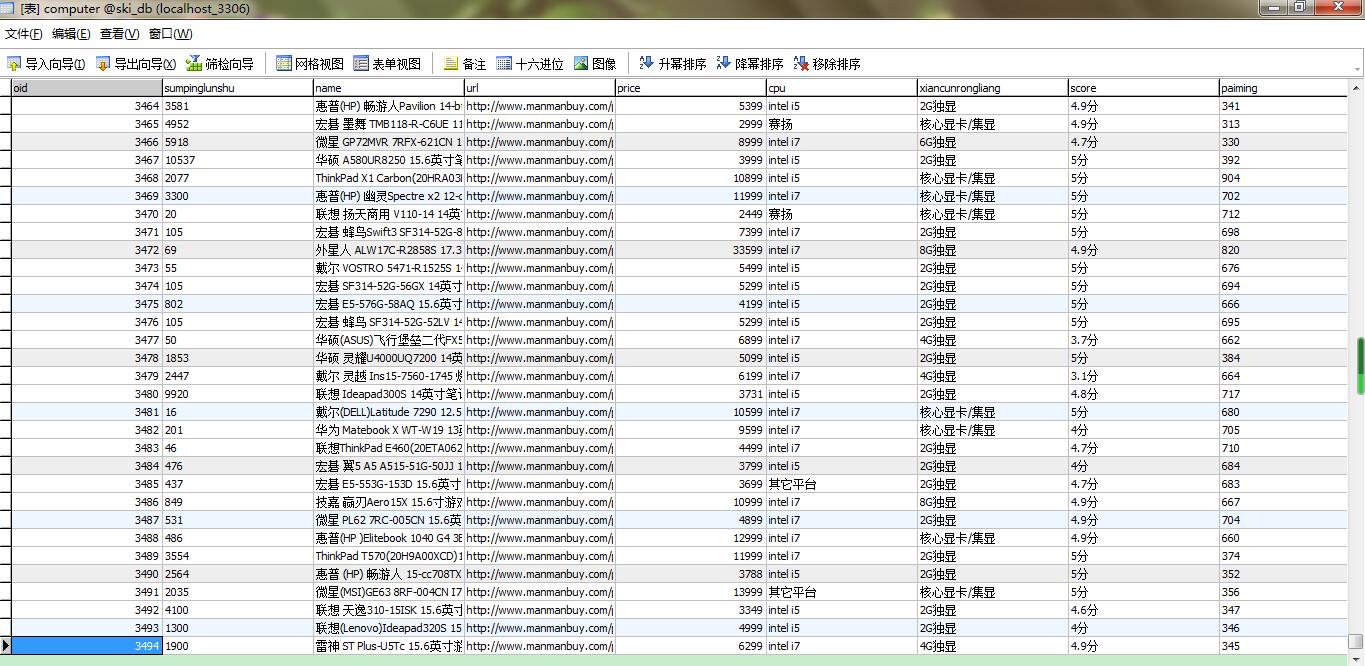 [表] computer @ski_db (localhost_3306)
文件(F) 编辑(E) 查看(V) 窗口(W)
导入向导(I) 导出向导(X) 筛检向导 网格视图 表单视图 备注 十六进位 图像 升幂排序 降幂排序 移除排序
oid sumpinglunshu name url price cpu xiancunrongliang score paiming
3464 3581 惠普(HP) 畅游人Pavilion 14-b http://www.manmanbuy.com/p 5399 intel i5 2G独显 4.9分 341
3465 4952 宏碁 墨舞 TMB118-R-C6UE 11 http://www.manmanbuy.com/p 2999 赛扬 核心显卡/集显 4.9分 313
3466 5918 微星 GP72MVR 7RFX-621CN 1 http://www.manmanbuy.com/p 8999 intel i7 6G独显 4.7分 330
3467 10537 华硕 A580UR8250 15.6英寸笔 http://www.manmanbuy.com/p 3999 intel i5 2G独显 5分 392
3468 2077 ThinkPad X1 Carbon(20HRA03 http://www.manmanbuy.com/p 10899 intel i5 核心显卡/集显 5分 904
3469 3300 惠普(HP) 幽灵Spectre x2 12-c http://www.manmanbuy.com/p 11999 intel i7 核心显卡/集显 5分 702
3470 20 联想 扬天商用 V110-14 14英 http://www.manmanbuy.com/p 2449 赛扬 核心显卡/集显 5分 712
3471 105 宏碁 蜂鸟Swift3 SF314-52G-8 http://www.manmanbuy.com/p 7399 intel i7 2G独显 5分 698
3472 69 外星人 ALW17C-R2858S 17.3 http://www.manmanbuy.com/p 33599 intel i7 8G独显 4.9分 820
3473 55 戴尔 VOSTRO 5471-R1525S 1 http://www.manmanbuy.com/p 5499 intel i5 2G独显 5分 676
3474 105 宏碁 SF314-52G-56GX 14英寸 http://www.manmanbuy.com/p 5299 intel i5 2G独显 5分 694
3475 802 宏碁 E5-576G-58AQ 15.6英寸 http://www.manmanbuy.com/p 4199 intel i5 2G独显 5分 666
3476 105 宏碁 蜂鸟 SF314-52G-52LV 14 http://www.manmanbuy.com/p 5299 intel i5 2G独显 5分 695
3477 50 华硕(ASUS)飞行堡垒二代FX5 http://www.manmanbuy.com/p 6899 intel i7 4G独显 3.7分 662
3478 1853 华硕 灵耀U4000UQ7200 14英 http://www.manmanbuy.com/p 5099 intel i5 2G独显 5分 384
3479 2447 戴尔 灵越 Ins15-7560-1745 http://www.manmanbuy.com/p 6199 intel i7 4G独显 3.1分 664
3480 9920 联想 Ideapad300S 14英寸笔 http://www.manmanbuy.com/p 3731 intel i5 2G独显 4.8分 717
3481 16 戴尔(DELL)Latitude 7290 12.5 http://www.manmanbuy.com/p 10599 intel i7 核心显卡/集显 5分 680
3482 201 华为 Matebook X WT-W19 13 http://www.manmanbuy.com/p 9599 intel i7 核心显卡/集显 4分 705
3483 46 联想ThinkPad E460(20ETA062 http://www.manmanbuy.com/p 4499 intel i7 2G独显 4.7分 710
3484 476 宏碁 翼5 A5 A515-51G-50JJ 1 http://www.manmanbuy.com/p 3799 intel i5 2G独显 4分 684
3485 437 宏碁 E5-553G-153D 15.6英寸 http://www.manmanbuy.com/p 3699 其它平台 2G独显 4.7分 683
3486 849 技嘉 赢刃Aero15X 15.6寸游戏 http://www.manmanbuy.com/p 10999 intel i7 8G独显 4.9分 667
3487 531 微星 PL62 7RC-005CN 15.6英 http://www.manmanbuy.com/p 4899 intel i7 2G独显 4.9分 704
3488 486 惠普(HP )Elitebook 1040 G4 3 http://www.manmanbuy.com/p 12999 intel i7 核心显卡/集显 4.9分 660
3489 3554 ThinkPad T570(20H9A00XCD)1 http://www.manmanbuy.com/p 11999 intel i7 2G独显 5分 374
3490 2564 惠普 (HP) 畅游人 15-cc708TX http://www.manmanbuy.com/p 3788 intel i5 2G独显 5分 352
3491 2035 微星(MSI)GE63 8RF-004CN I7 http://www.manmanbuy.com/p 13999 其它平台 核心显卡/集显 5分 356
3492 4100 联想 天逸310-15ISK 15.6英寸 http://www.manmanbuy.com/p 3349 intel i5 2G独显 4.6分 347
3493 1300 联想(Lenovo)Ideapad320S 15 http://www.manmanbuy.com/p 4999 intel i5 2G独显 4分 346
3494 1900 雷神 ST Plus-U5Tc 15.6英寸游 http://www.manmanbuy.com/p 6299 intel i7 4G独显 4.9分 345